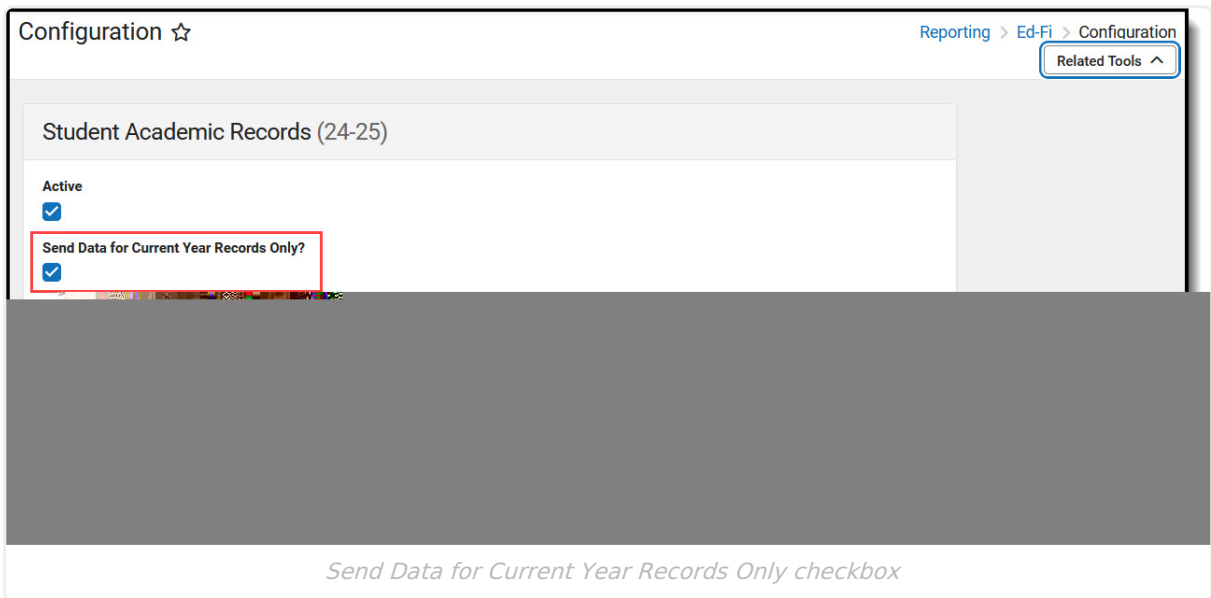 Configuration
Reporting > Ed-Fi > Configuration
Related Tools
Student Academic Records (24-25)
Active
Send Data for Current Year Records Only?
Send Data for Current Year Records Only checkbox